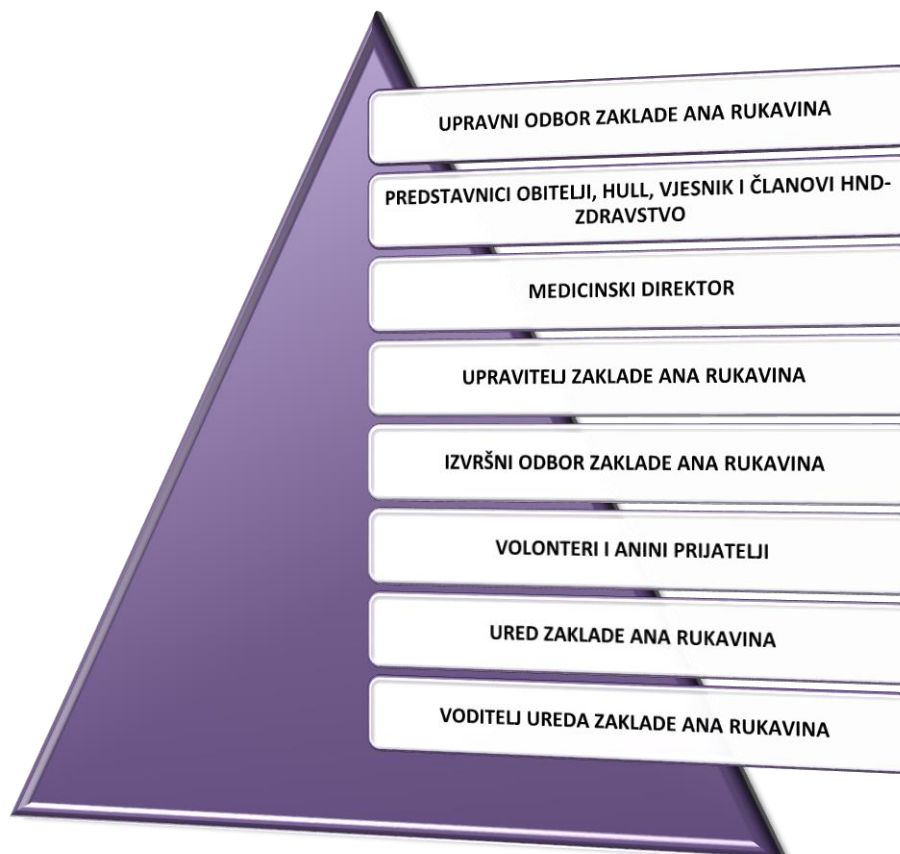 UPRAVNI ODBOR ZAKLADE ANA RUKAVINA
PREDSTAVNICI OBITELJI, HULL, VJESNIK I ČLANOVI HND-
ZDRAVSTVO
MEDICINSKI DIREKTOR
UPRAVITELJ ZAKLADE ANA RUKAVINA
IZVRŠNI ODBOR ZAKLADE ANA RUKAVINA
VOLONTERI I ANINI PRIJATELJI
URED ZAKLADE ANA RUKAVINA
VODITELJ UREDA ZAKLADE ANA RUKAVINA